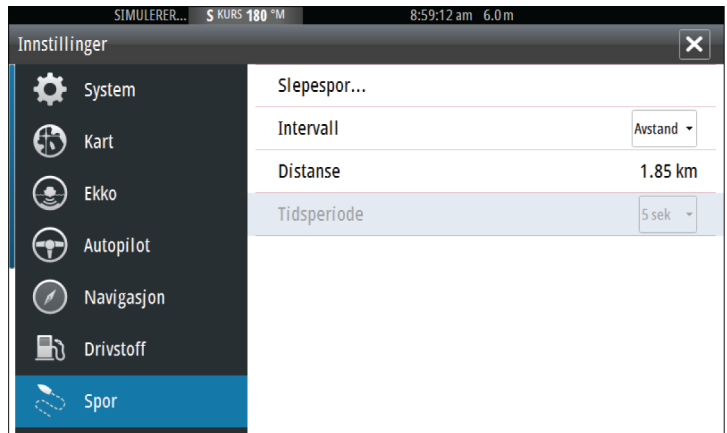 SIMULERER... S KURS 180 °M 8:59:12 am 6.0 m
Innstillinger
System
Kart
Ekko
Autopilot
Navigasjon
Drivstoff
Spor
Slepespor...
Intervall Avstand
Distanse 1.85 km
Tidsperiode 5 sek